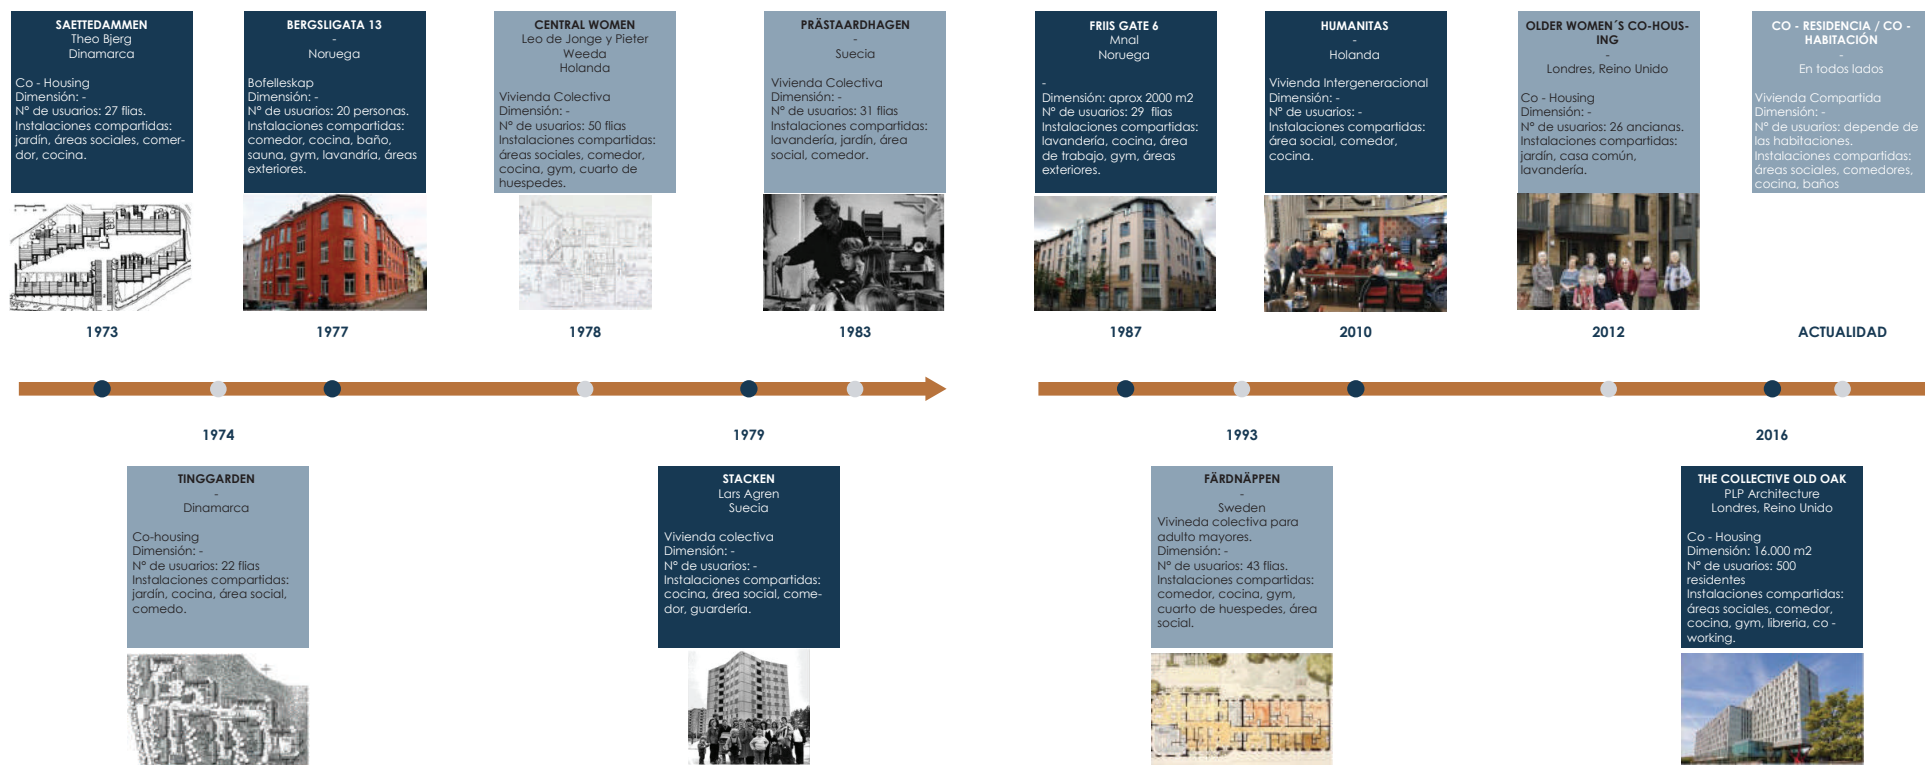 SAETTEDAMMEN
Theo Bjerg
Dinamarca
Co - Housing
Dimensión: -
N° de usuarios: 27 flias.
Instalaciones compartidas:
jardín, áreas sociales, comer-
dor, cocina.
1973
BERGSLIGATA 13
-
Noruega
Bofelleskap
Dimensión: -
N° de usuarios: 20 personas.
Instalaciones compartidas:
comedor, cocina, baño,
sauna, gym, lavandría, áreas
exteriores.
1977
CENTRAL WOMEN
Leo de Jonge y Pieter
Weeda
Holanda
Vivienda Colectiva
Dimensión: -
N° de usuarios: 50 flias
Instalaciones compartidas:
áreas sociales, comedor,
cocina, gym, cuarto de
huespedes.
1978
PRÄSTAARDHAGEN
-
Suecia
Vivienda Colectiva
Dimensión: -
N° de usuarios: 31 flias
Instalaciones compartidas:
lavandería, jardín, área
social, comedor.
1983
FRIIS GATE 6
Mnal
Noruega
-
Dimensión: aprox 2000 m2
N° de usuarios: 29 flias
Instalaciones compartidas:
lavandería, cocina, área
de trabajo, gym, áreas
exteriores.
1987
HUMANITAS
-
Holanda
Vivienda Intergeneracional
Dimensión: -
N° de usuarios: -
Instalaciones compartidas:
área social, comedor,
cocina.
2010
OLDER WOMEN´S CO-HOUS-
ING
-
Londres, Reino Unido
Co - Housing
Dimensión: -
N° de usuarios: 26 ancianas.
Instalaciones compartidas:
jardín, casa común,
lavandería.
2012
CO - RESIDENCIA / CO -
HABITACIÓN
-
En todos lados
Vivienda Compartida
Dimensión: -
N° de usuarios: depende de
las habitaciones.
Instalaciones compartidas:
áreas sociales, comedores,
cocina, baños
ACTUALIDAD
1974
TINGGARDEN
-
Dinamarca
Co-housing
Dimensión: -
N° de usuarios: 22 flias
Instalaciones compartidas:
jardín, cocina, área social,
comedo.
1979
STACKEN
Lars Agren
Suecia
Vivienda colectiva
Dimensión: -
N° de usuarios: -
Instalaciones compartidas:
cocina, área social, come-
dor, guardería.
1993
FÄRDNÄPPEN
-
Sweden
Vivineda colectiva para
adulto mayores.
Dimensión: -
N° de usuarios: 43 flias.
Instalaciones compartidas:
comedor, cocina, gym,
cuarto de huespedes, área
social.
2016
THE COLLECTIVE OLD OAK
PLP Architecture
Londres, Reino Unido
Co - Housing
Dimensión: 16.000 m2
N° de usuarios: 500
residentes
Instalaciones compartidas:
áreas sociales, comedor,
cocina, gym, libreria, co -
working.